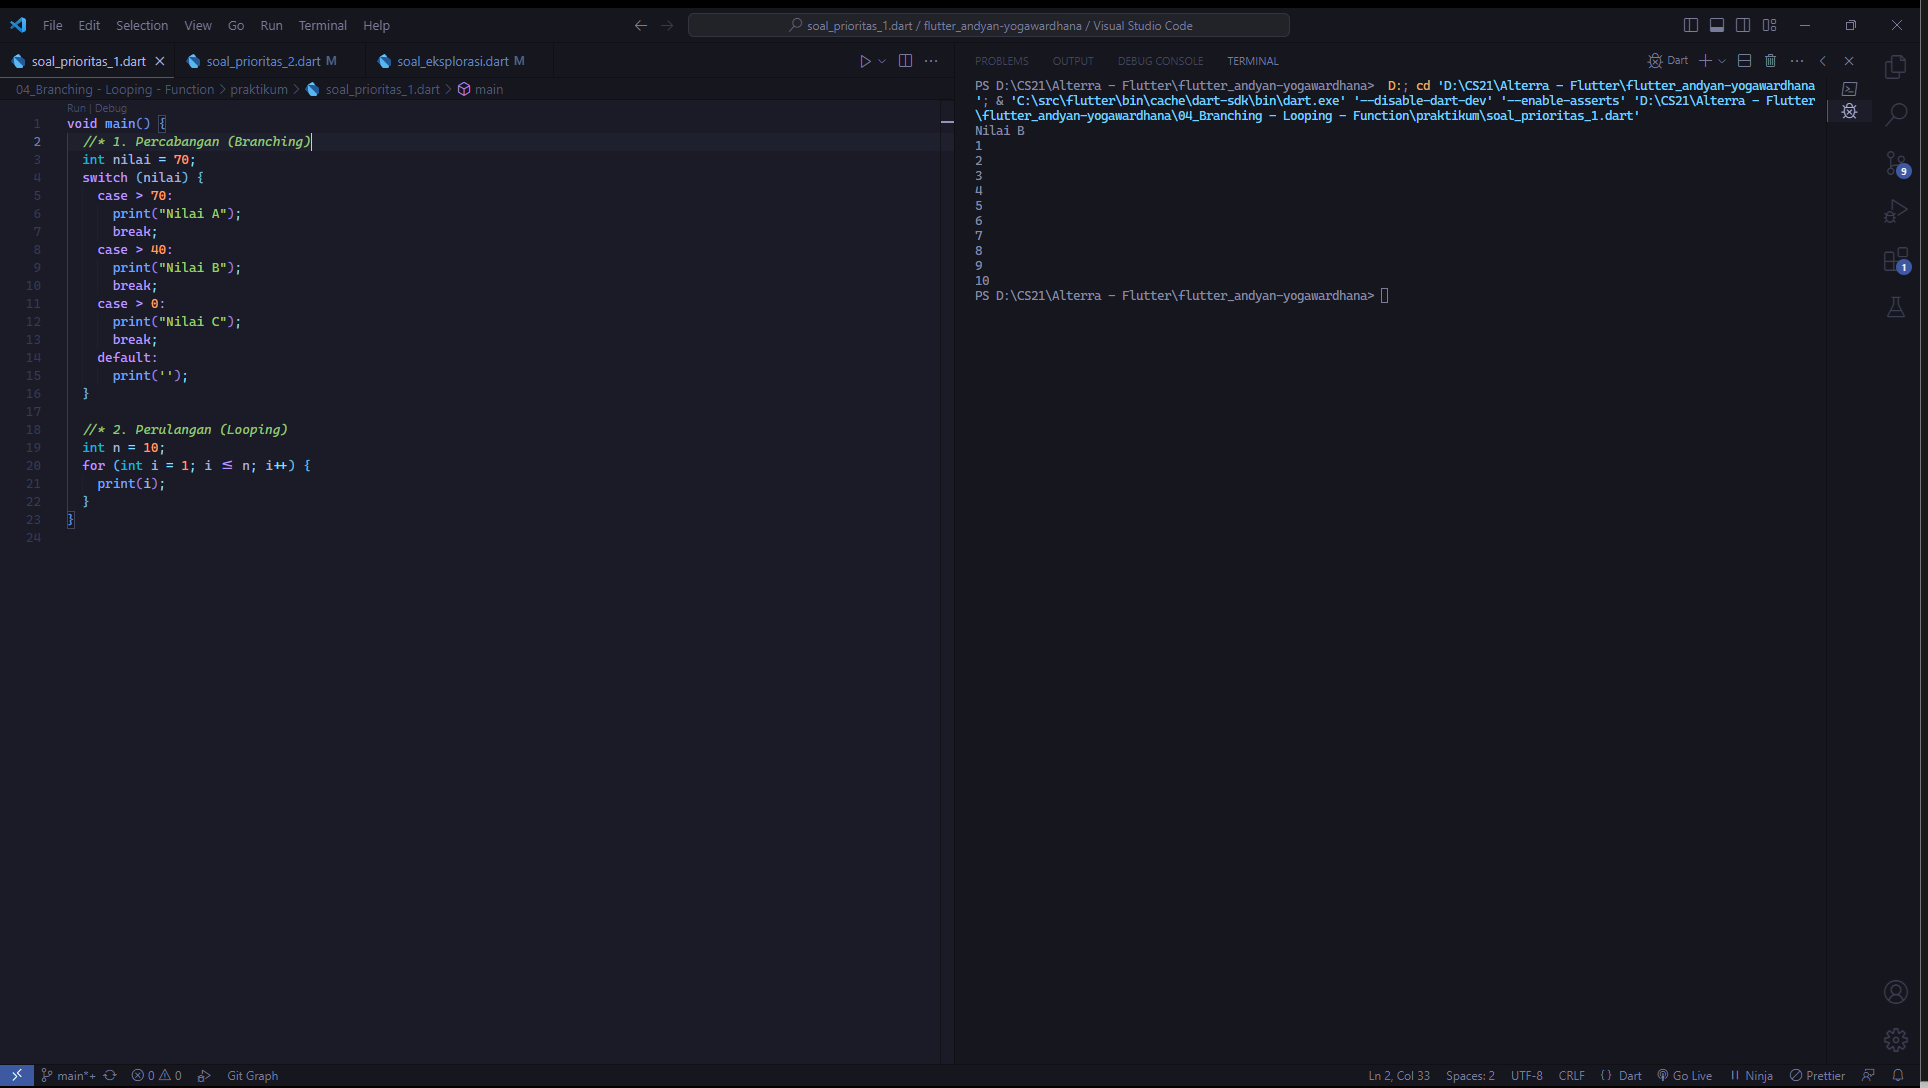 File Edit Selection View Go Run Terminal Help
soal_prioritas_1.dart / flutter_andyan-yogawardhana / Visual Studio Code
soal_prioritas_1.dart soal_prioritas_2.dart M soal_eksplorasi.dart M
04_Branching - Looping - Function > praktikum > soal_prioritas_1.dart > main
Run | Debug
1 void main() {
2 //* 1. Percabangan (Branching)
3 int nilai = 70;
4 switch (nilai) {
5 case > 70:
6 print("Nilai A");
7 break;
8 case > 40:
9 print("Nilai B");
10 break;
11 case > 0:
12 print("Nilai C");
13 break;
14 default:
15 print('');
16 }
17
18 //* 2. Perulangan (Looping)
19 int n = 10;
20 for (int i = 1; i ≤ n; i++) {
21 print(i);
22 }
23 }
24
PROBLEMS OUTPUT DEBUG CONSOLE TERMINAL
Dart
PS D:\CS21\Alterra - Flutter\flutter_andyan-yogawardhana> D:; cd 'D:\CS21\Alterra - Flutter\flutter_andyan-yogawardhana
'; & 'C:\src\flutter\bin\cache\dart-sdk\bin\dart.exe' '--disable-dart-dev' '--enable-asserts' 'D:\CS21\Alterra - Flutter
\flutter_andyan-yogawardhana\04_Branching - Looping - Function\praktikum\soal_prioritas_1.dart'
Nilai B
1
2
3
4
5
6
7
8
9
10
PS D:\CS21\Alterra - Flutter\flutter_andyan-yogawardhana>
9
1
main*+ 0 0 Git Graph
Ln 2, Col 33 Spaces: 2 UTF-8 CRLF { } Dart Go Live Ninja Prettier